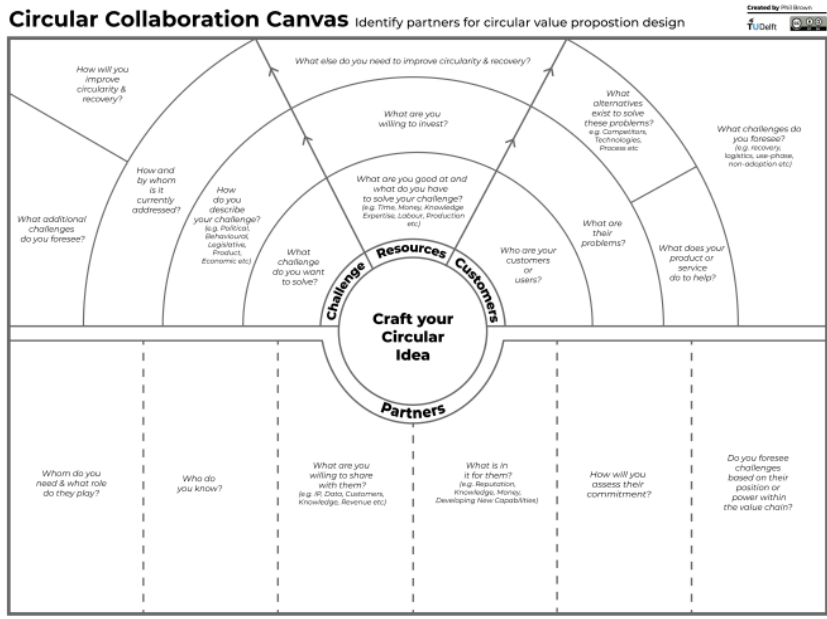 Circular Collaboration Canvas Identify partners for circular value propostion design
Created by Phil Brown
TUDelft
How will you
improve
circularity &
recovery?
What additional
challenges
do you foresee?
How and
by whom
is it
currently
addressed?
How
do you
describe
your challenge?
(e.g. Political,
Behavioural,
Legislative,
Product,
Economic etc)
What
challenge
do you want
to solve?
What else do you need to improve circularity & recovery?
What are you
willing to invest?
What are you good at and
what do you have
to solve your challenge?
(e.g: Time, Money, Knowledge
Expertise, Labour, Production
etc)
What
alternatives
exist to solve
these problems?
e.g. Competitors,
Technologies,
Process etc
What challenges do
you foresee?
(e.g. recovery,
logistics, use-phase,
non-adoption etc)
What are
their
problems?
What does your
product or
service
do to help?
Who are your
customers
or
users?
Challenge
Resources
Customers
Craft your
Circular
Idea
Partners
Whom do you
need & what role
do they play?
Who do
you know?
What are you
willing to share
with them?
(e.g. IP, Data, Customers,
Knowledge, Revenue etc)
What is in
it for them?
(e.g. Reputation,
Knowledge, Money,
Developing New Capabilities)
How will you
assess their
commitment?
Do you foresee
challenges
based on their
position or
power within
the value chain?